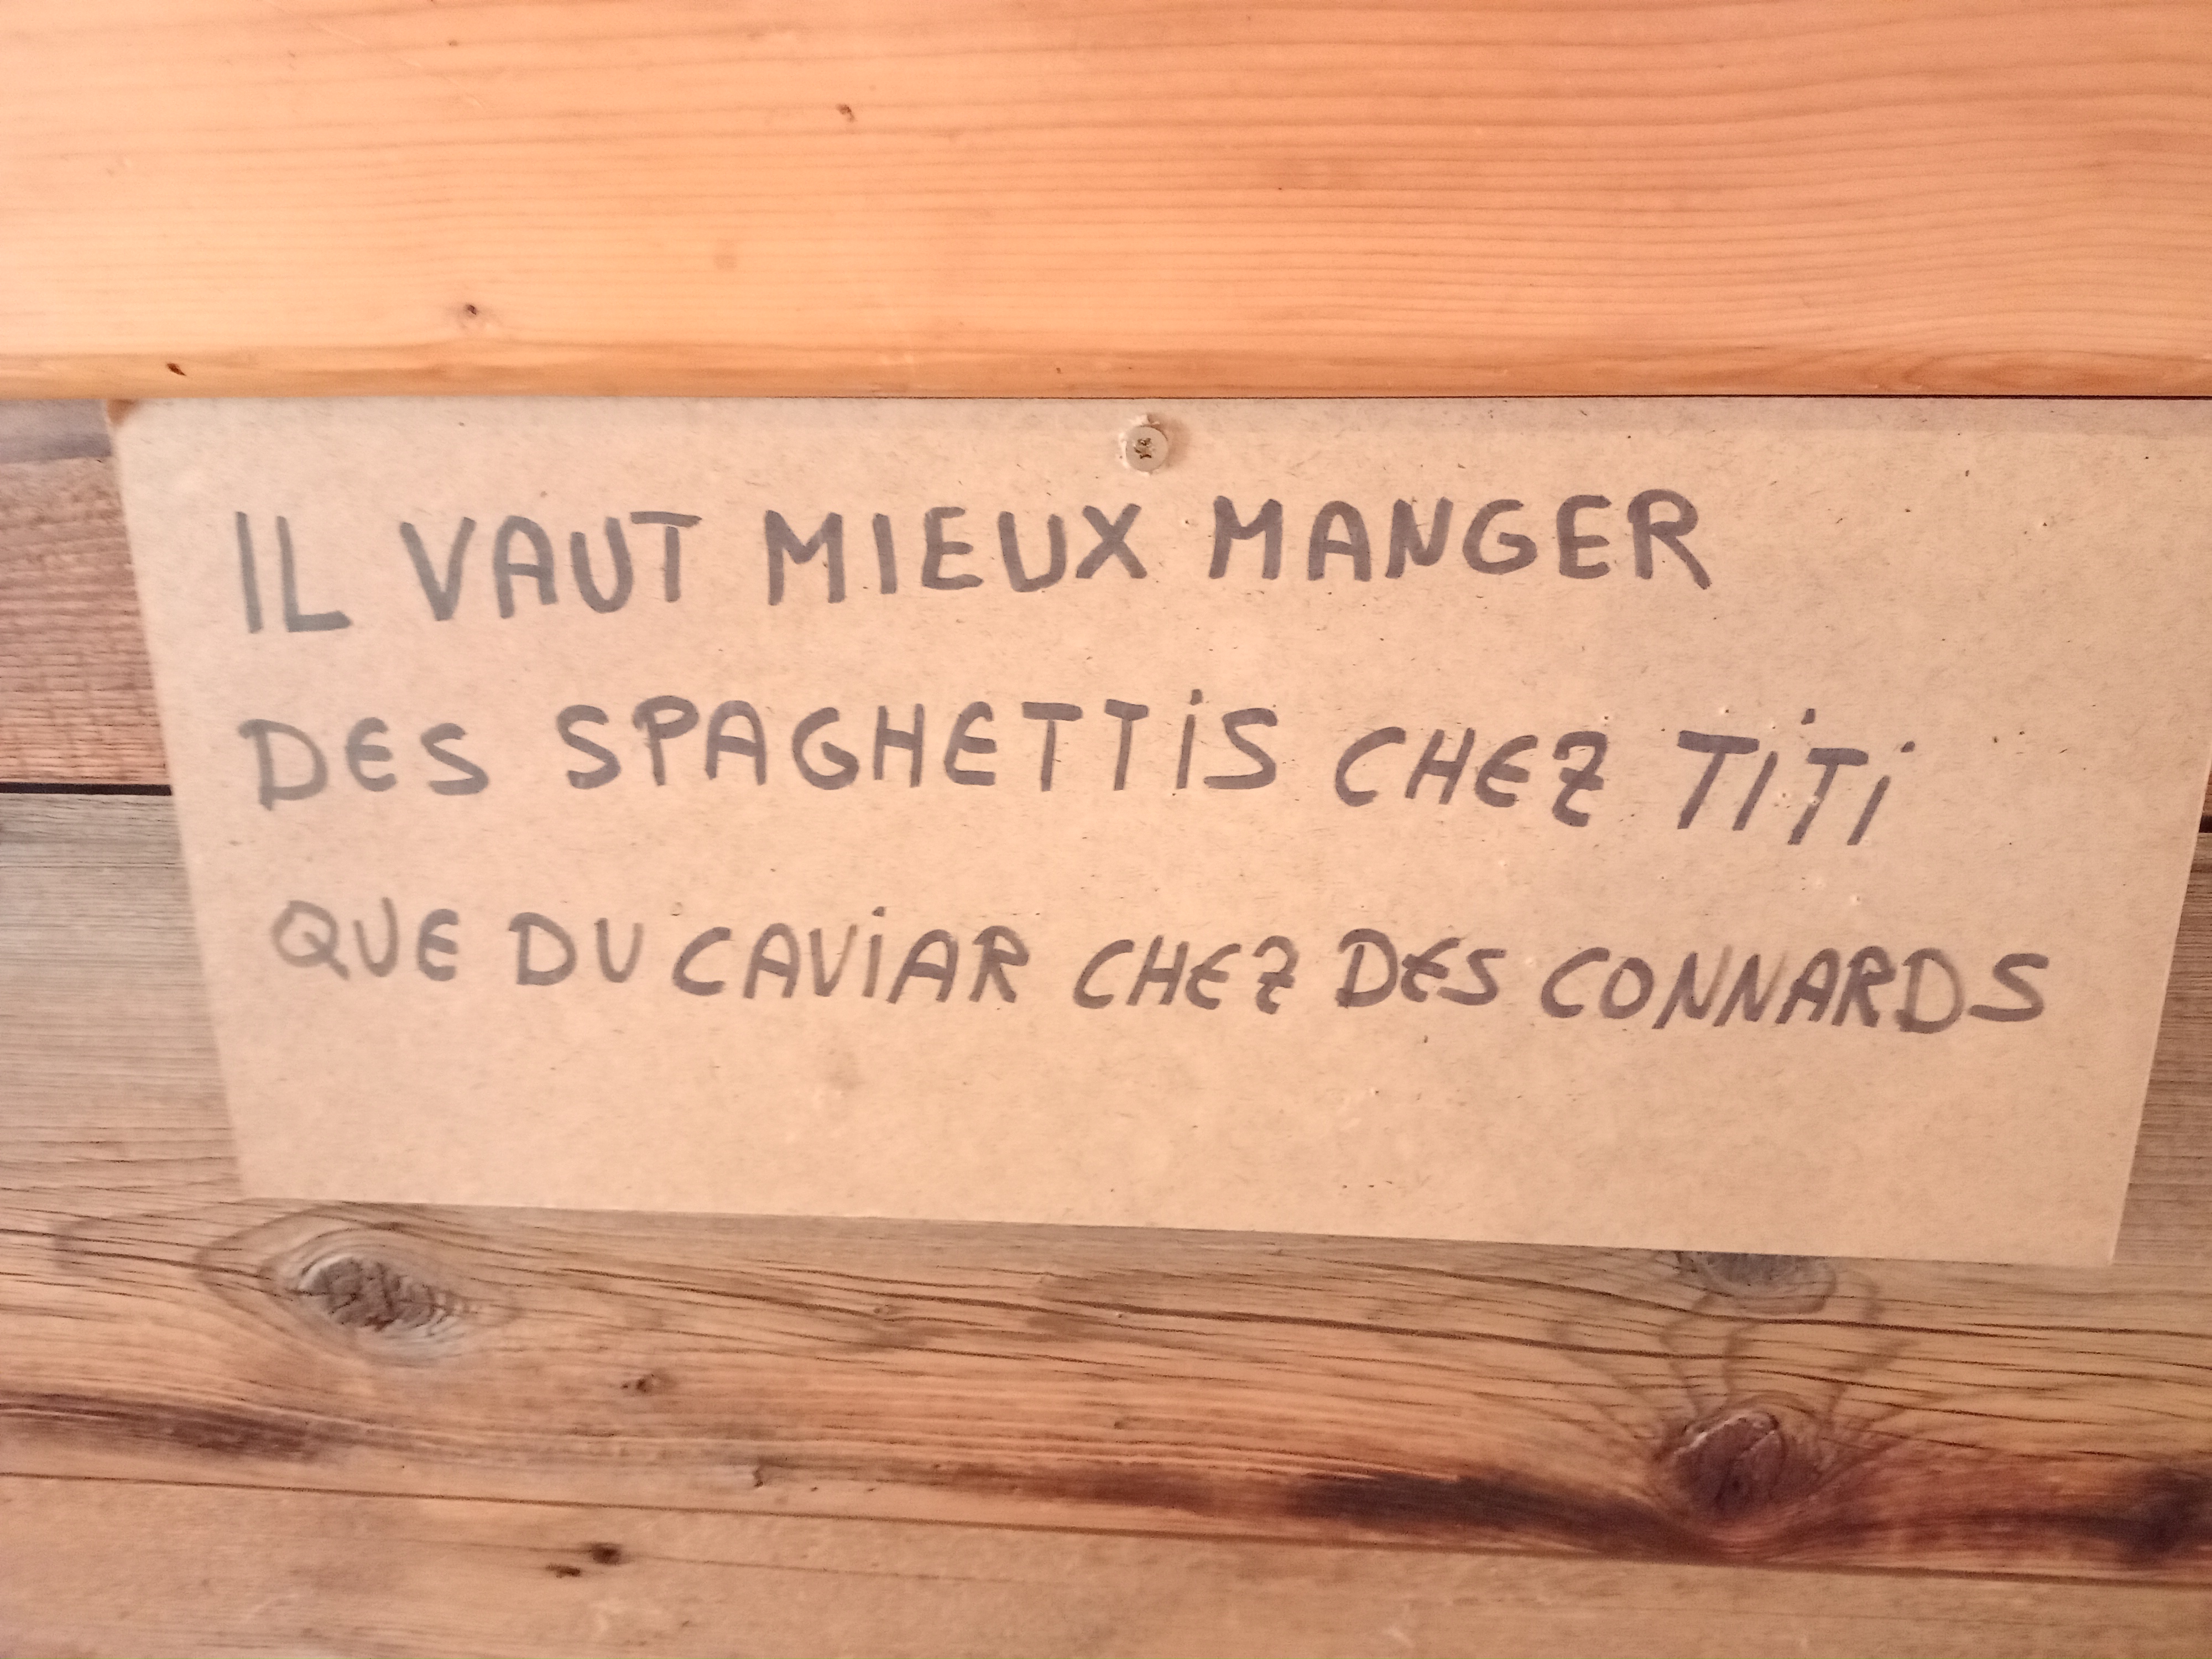 IL VAUT MIEUX MANGER
DES SPAGHETTiS CHEZ TiTi
QUE DU CAViAR CHEZ DES CONNARDS